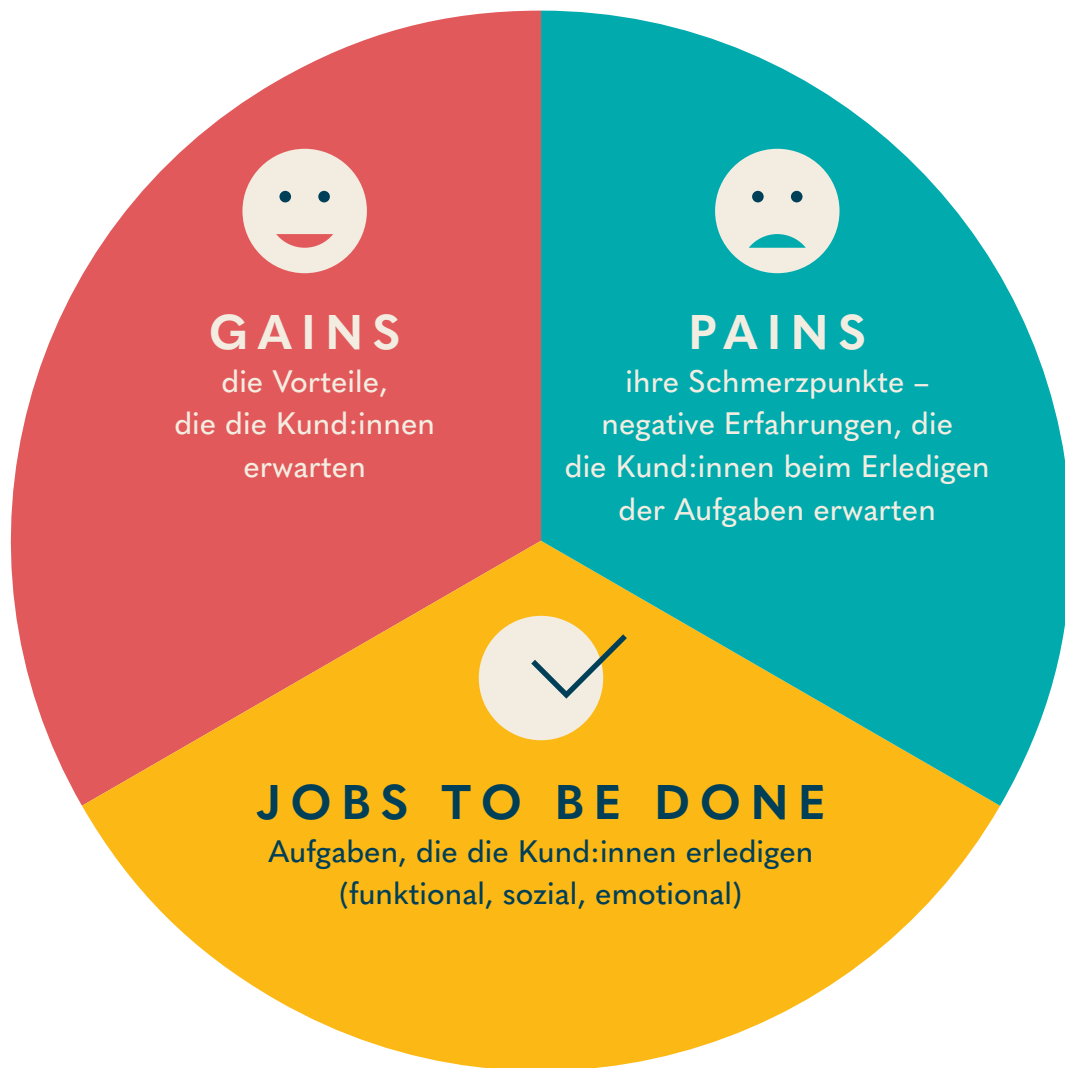 GAINS
die Vorteile,
die die Kund:innen
erwarten
PAINS
ihre Schmerzpunkte –
negative Erfahrungen, die
die Kund:innen beim Erledigen
der Aufgaben erwarten
JOBS TO BE DONE
Aufgaben, die die Kund:innen erledigen
(funktional, sozial, emotional)